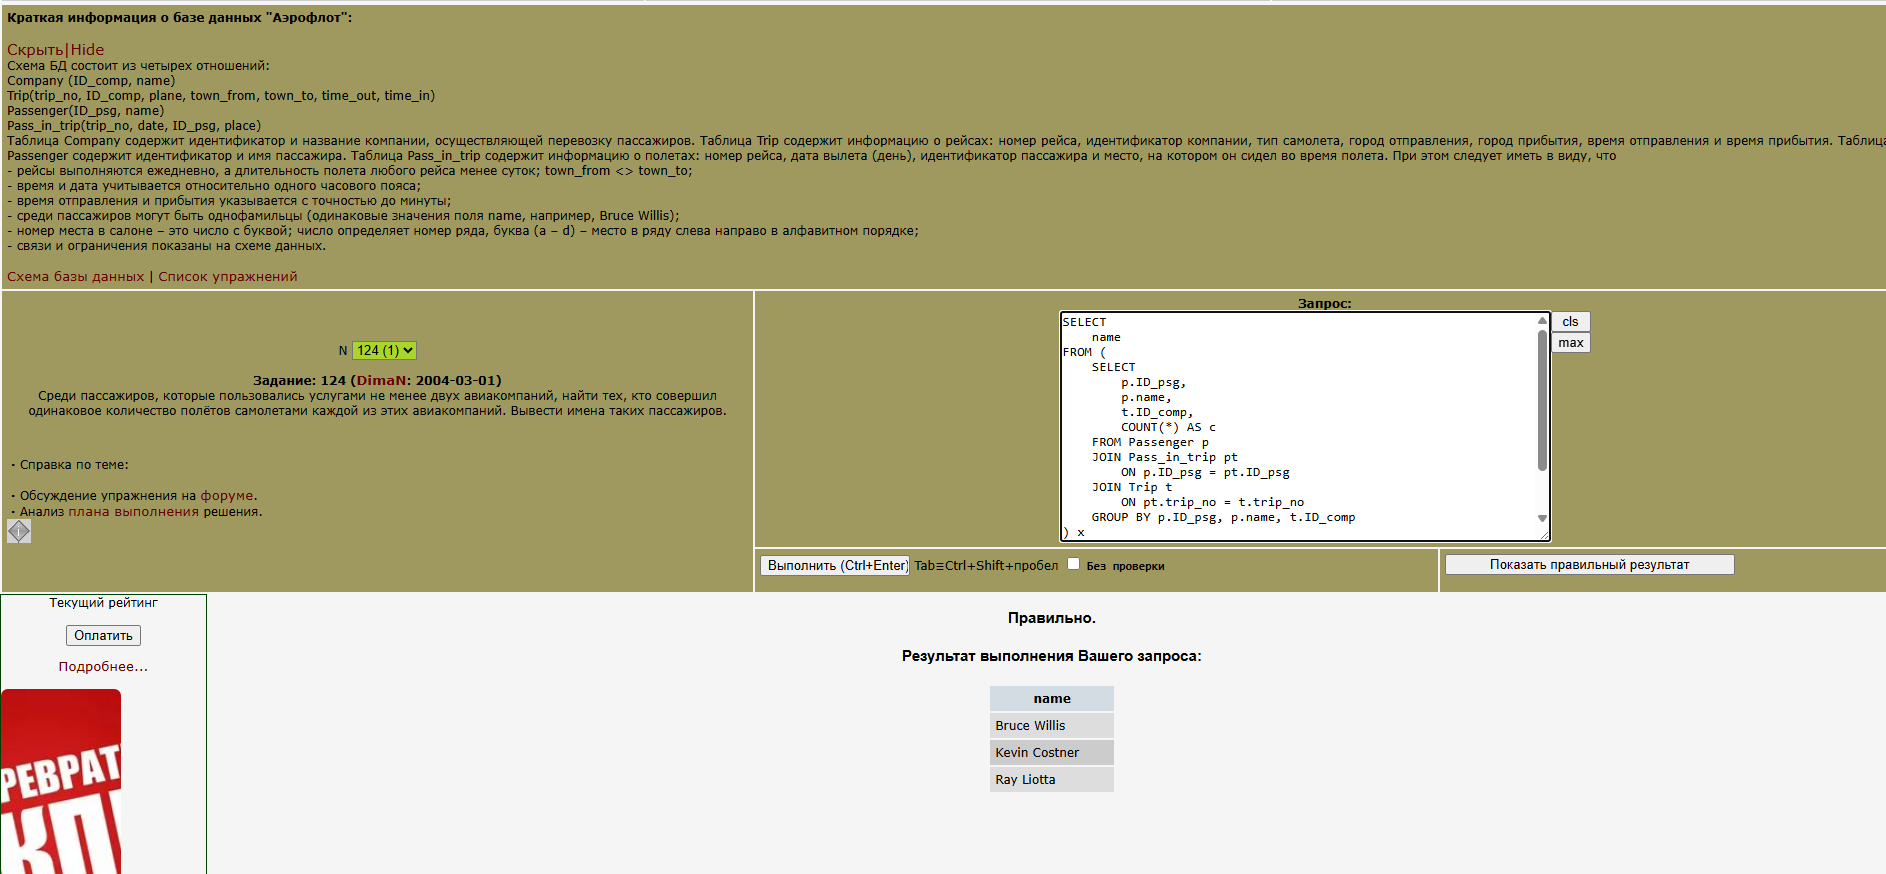 Краткая информация о базе данных "Аэрофлот":
Скрыть|Hide
Схема БД состоит из четырех отношений:
Company (ID_comp, name)
Trip(trip_no, ID_comp, plane, town_from, town_to, time_out, time_in)
Passenger(ID_psg, name)
Pass_in_trip(trip_no, date, ID_psg, place)
Таблица Company содержит идентификатор и название компании, осуществляющей перевозку пассажиров. Таблица Trip содержит информацию о рейсах: номер рейса, идентификатор компании, тип самолета, город отправления, город прибытия, время отправления и время прибытия. Таблица
Passenger содержит идентификатор и имя пассажира. Таблица Pass_in_trip содержит информацию о полетах: номер рейса, дата вылета (день), идентификатор пассажира и место, на котором он сидел во время полета. При этом следует иметь в виду, что
- рейсы выполняются ежедневно, а длительность полета любого рейса менее суток; town_from <> town_to;
- время и дата учитывается относительно одного часового пояса;
- время отправления и прибытия указывается с точностью до минуты;
- среди пассажиров могут быть однофамильцы (одинаковые значения поля name, например, Bruce Willis);
- номер места в салоне – это число с буквой; число определяет номер ряда, буква (a – d) – место в ряду слева направо в алфавитном порядке;
- связи и ограничения показаны на схеме данных.
Схема базы данных | Список упражнений
N 124 (1)
Задание: 124 (DimaN: 2004-03-01)
Среди пассажиров, которые пользовались услугами не менее двух авиакомпаний, найти тех, кто совершил
одинаковое количество полётов самолетами каждой из этих авиакомпаний. Вывести имена таких пассажиров.
· Справка по теме:
· Обсуждение упражнения на форуме.
· Анализ плана выполнения решения.
Запрос:
SELECT
name
FROM (
SELECT
p.ID_psg,
p.name,
t.ID_comp,
COUNT(*) AS c
FROM Passenger p
JOIN Pass_in_trip pt
ON p.ID_psg = pt.ID_psg
JOIN Trip t
ON pt.trip_no = t.trip_no
GROUP BY p.ID_psg, p.name, t.ID_comp
) x
cls
max
Выполнить (Ctrl+Enter) Tab≡Ctrl+Shift+пробел Без проверки
Показать правильный результат
Текущий рейтинг
Оплатить
Подробнее...
РЕВРАТ
КП
Правильно.
Результат выполнения Вашего запроса:
name
Bruce Willis
Kevin Costner
Ray Liotta